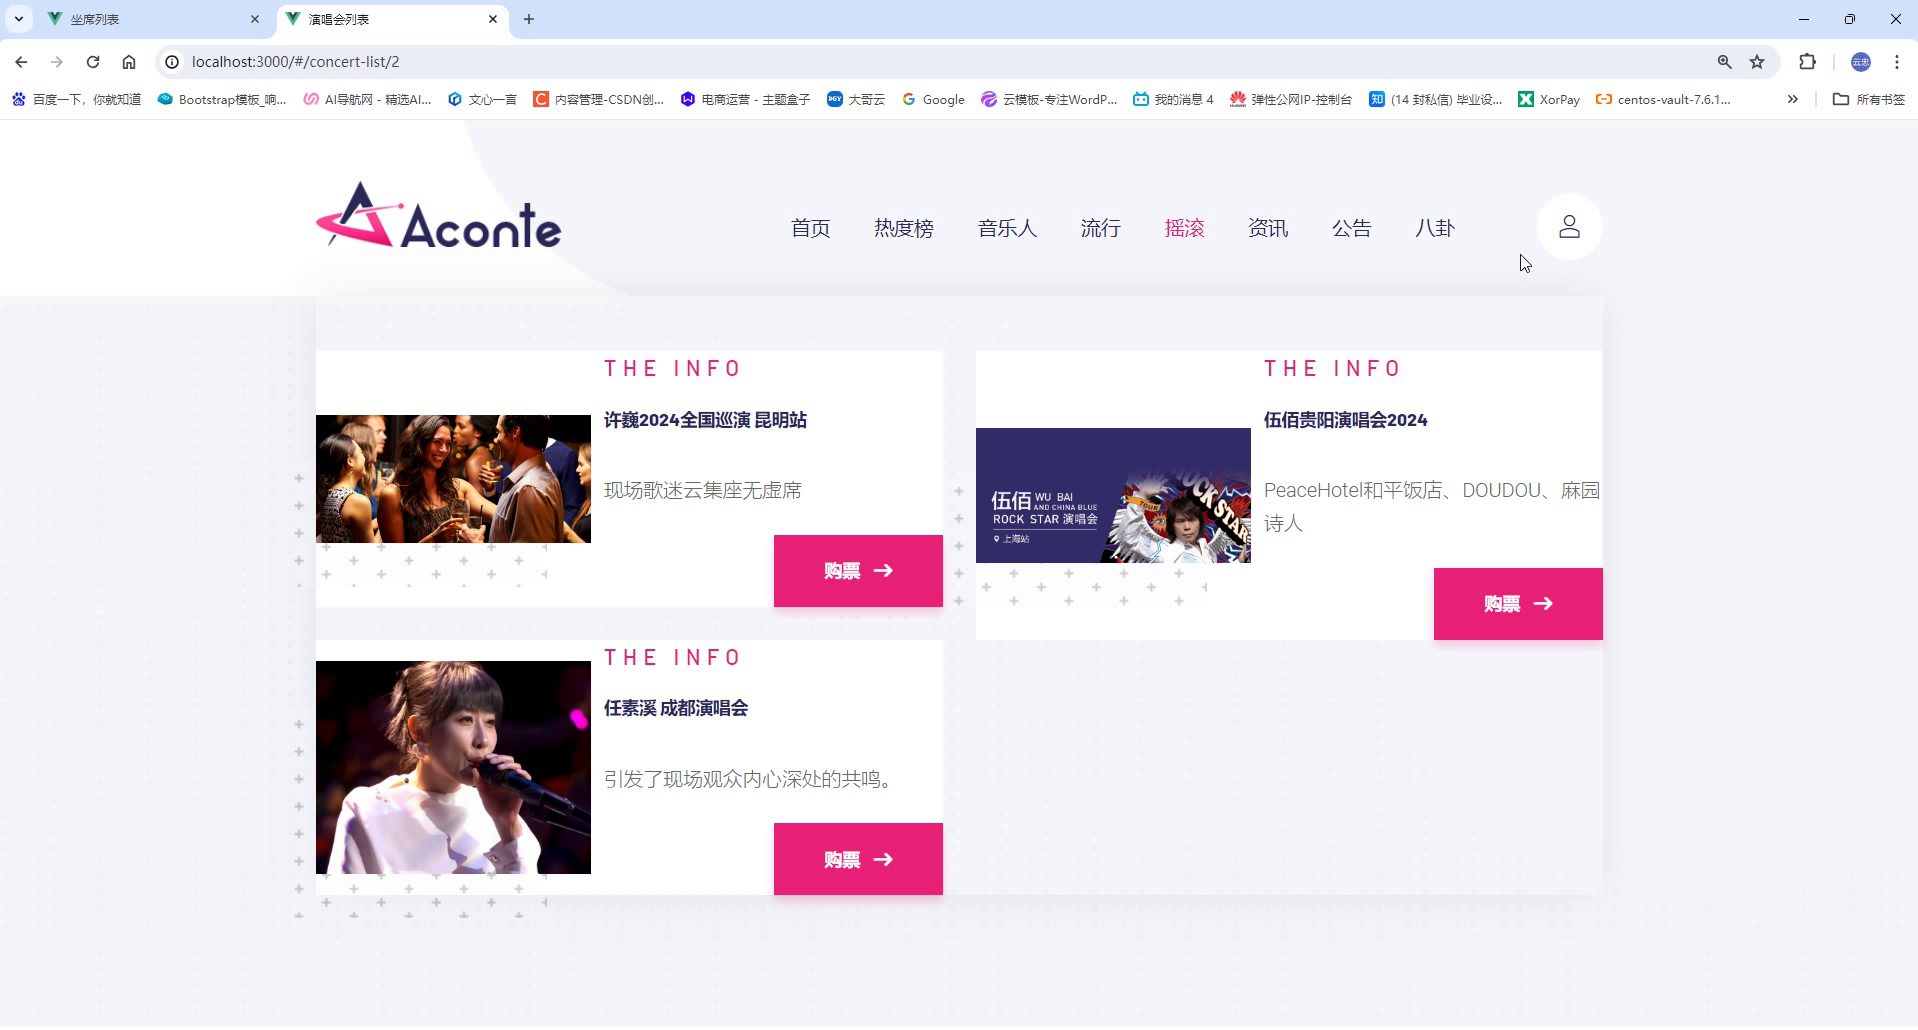 坐席列表
演唱会列表
localhost:3000/#/concert-list/2
云忠
百度一下，你就知道
Bootstrap模板_响...
AI导航网 - 精选AI...
文心一言
内容管理-CSDN创...
电商运营 - 主题盒子
大哥云
Google
云模板-专注WordP...
我的消息 4
弹性公网IP-控制台
(14 封私信) 毕业设...
XorPay
centos-vault-7.6.1...
所有书签
Aconte
首页 热度榜 音乐人 流行 摇滚 资讯 公告 八卦
THE INFO
许巍2024全国巡演 昆明站
现场歌迷云集座无虚席
购票
THE INFO
伍佰贵阳演唱会2024
PeaceHotel和平饭店、DOUDOU、麻园
诗人
购票
伍佰 WU BAI
AND CHINA BLUE
ROCK STAR 演唱会
上海站
TOUR
ROCK STAR
THE INFO
任素溪 成都演唱会
引发了现场观众内心深处的共鸣。
购票